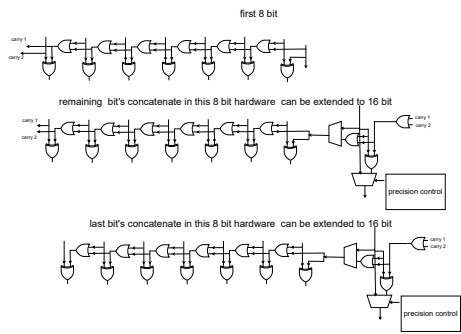 first 8 bit
carry 1
carry 2
remaining bit's concatenate in this 8 bit hardware can be extended to 16 bit
carry 1
carry 2
carry 1
carry 2
precision control
last bit's concatenate in this 8 bit hardware can be extended to 16 bit
carry 1
carry 2
precision control